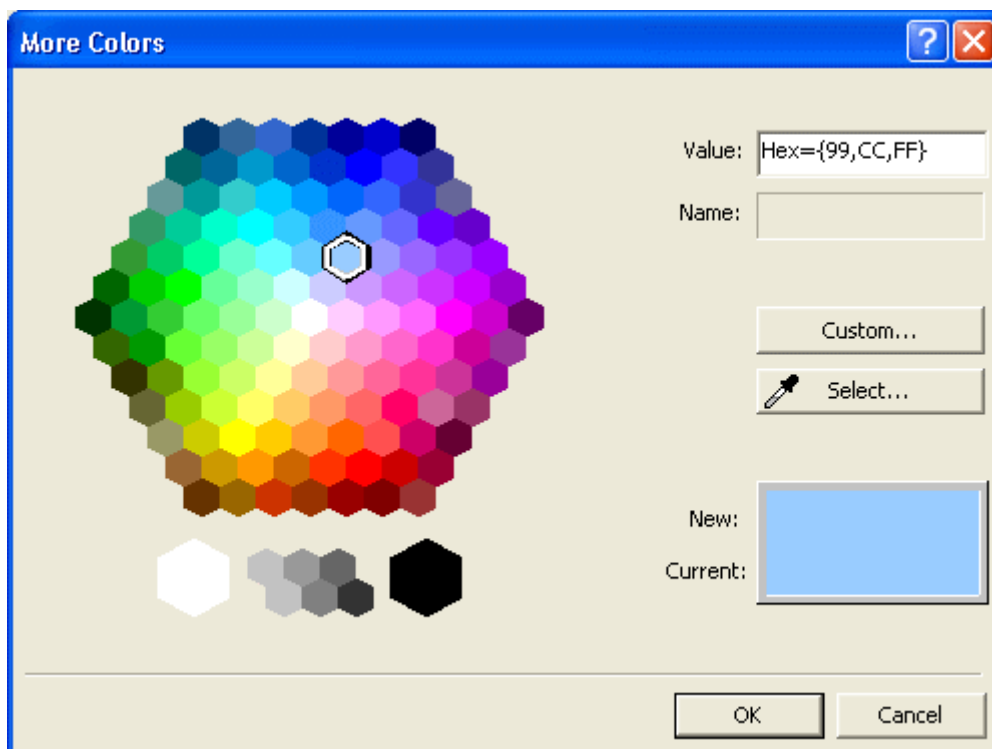 More Colors
?
Value: Hex={99,CC,FF}
Name:
Custom...
Select...
New:
Current:
OK Cancel